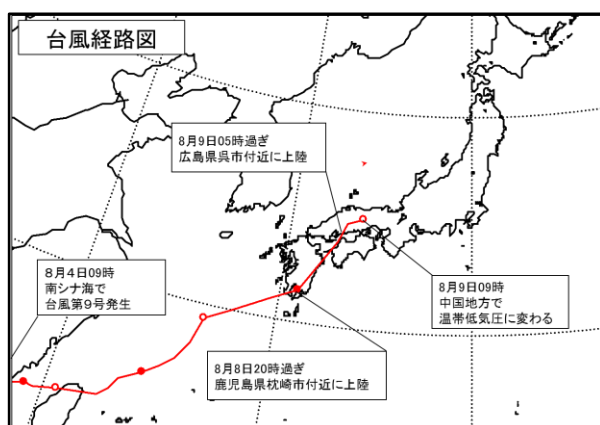 台風経路図
8月9日05時過ぎ
広島県呉市付近に上陸
8月4日09時
南シナ海で
台風第9号発生
8月9日09時
中国地方で
温帯低気圧に変わる
8月8日20時過ぎ
鹿児島県枕崎市付近に上陸